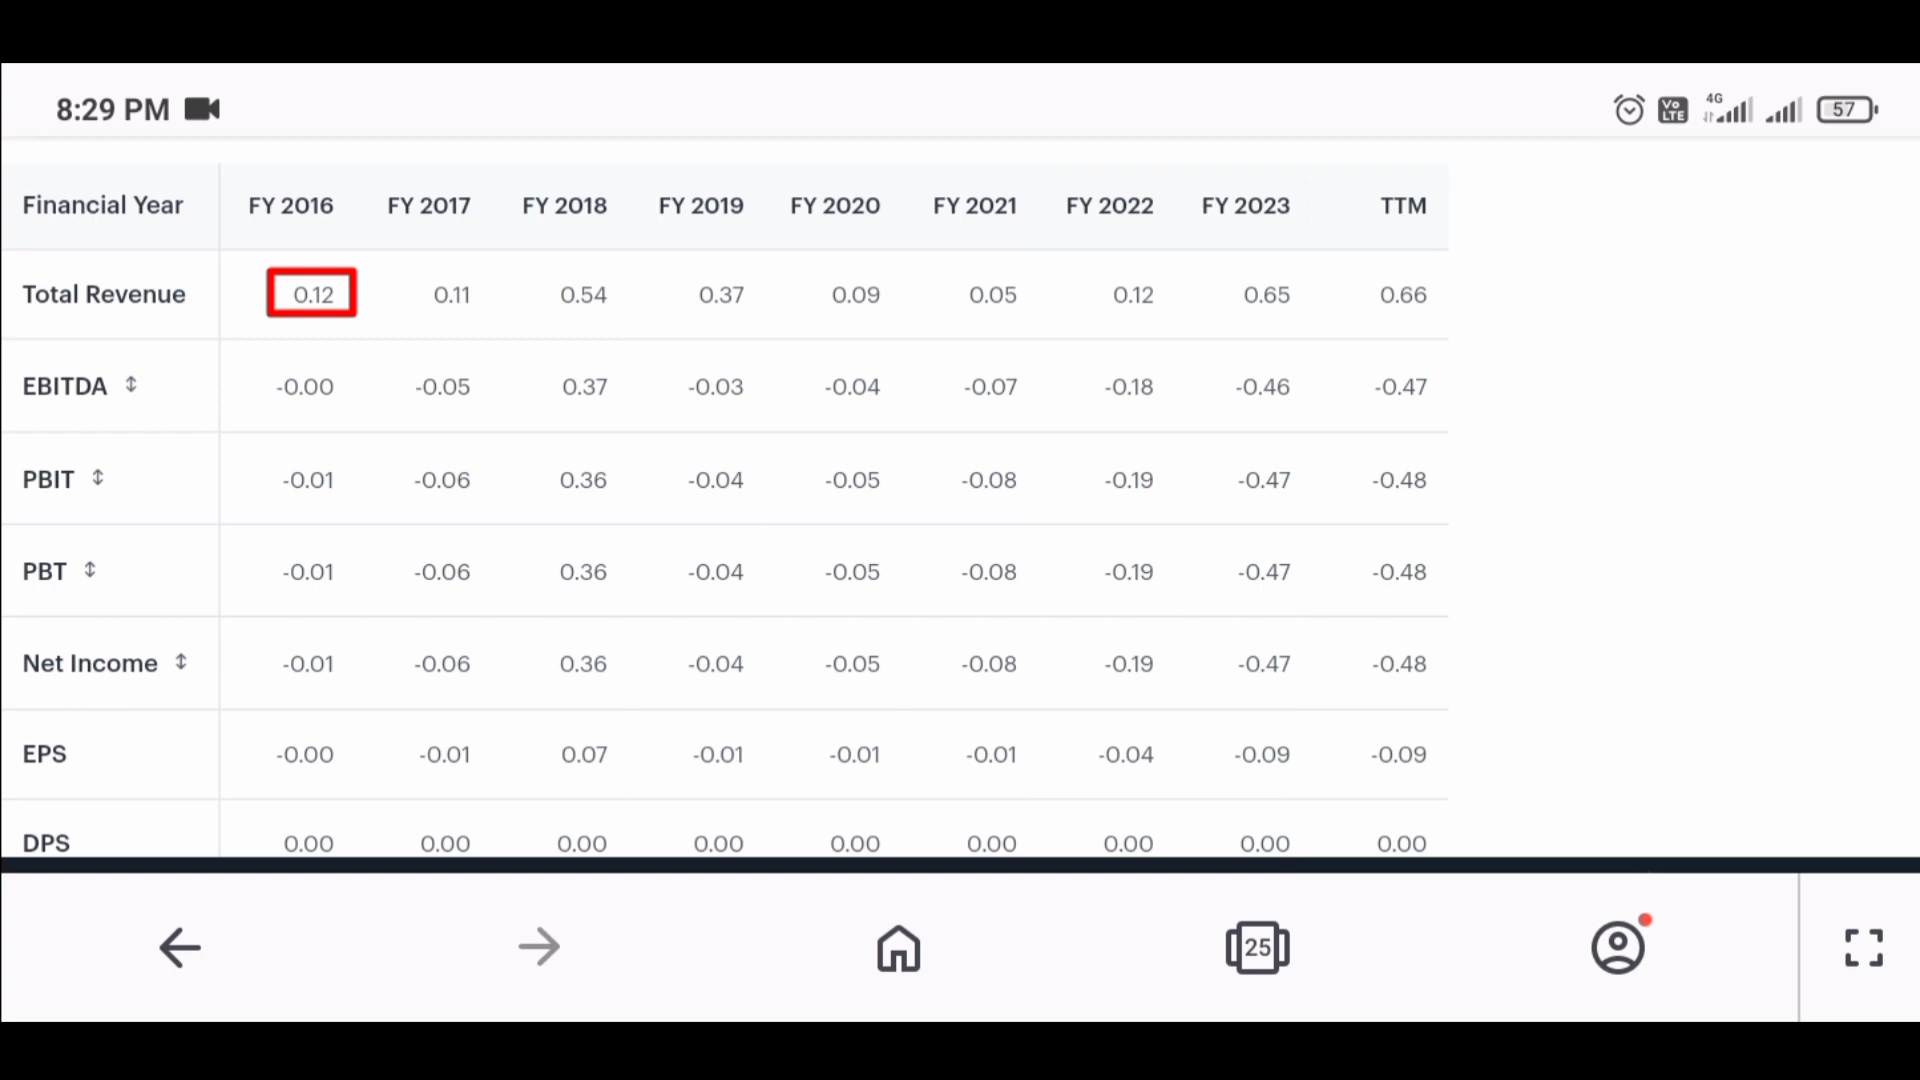 8:29 PM
4G
Vo LTE
57
Financial Year FY 2016 FY 2017 FY 2018 FY 2019 FY 2020 FY 2021 FY 2022 FY 2023 TTM
Total Revenue 0.12 0.11 0.54 0.37 0.09 0.05 0.12 0.65 0.66
EBITDA -0.00 -0.05 0.37 -0.03 -0.04 -0.07 -0.18 -0.46 -0.47
PBIT -0.01 -0.06 0.36 -0.04 -0.05 -0.08 -0.19 -0.47 -0.48
PBT -0.01 -0.06 0.36 -0.04 -0.05 -0.08 -0.19 -0.47 -0.48
Net Income -0.01 -0.06 0.36 -0.04 -0.05 -0.08 -0.19 -0.47 -0.48
EPS -0.00 -0.01 0.07 -0.01 -0.01 -0.01 -0.04 -0.09 -0.09
DPS 0.00 0.00 0.00 0.00 0.00 0.00 0.00 0.00 0.00
25